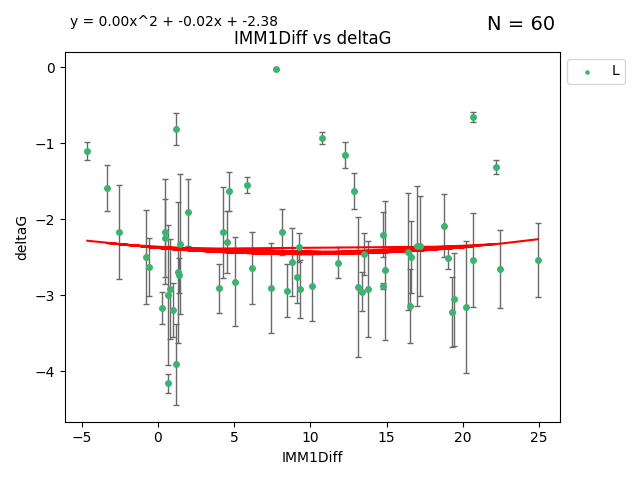 y = 0.00x^2 + -0.02x + -2.38
N = 60
IMM1Diff vs deltaG
L
0
−1
−2
−3
−4
deltaG
−5
0
5
10
15
20
25
IMM1Diff